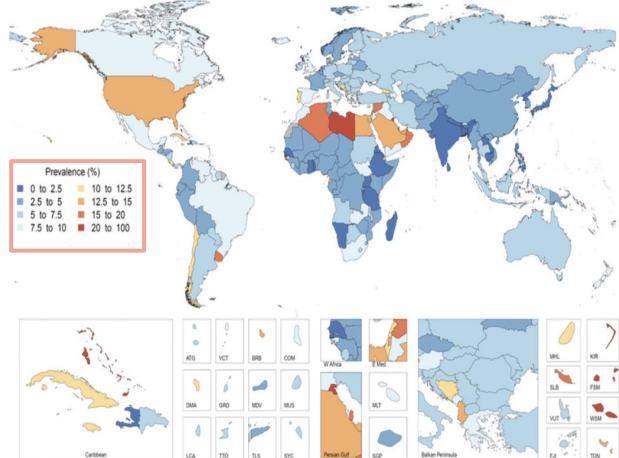 Prevalence (%)
0 to 2.5 10 to 12.5
2.5 to 5 12.5 to 15
5 to 7.5 15 to 20
7.5 to 10 20 to 100
ATG VCT BRB COM W Africa E Med. MHL KIR
DMA GRD MDV MUS MLT SLB FSM
VUT WSM
Caribbean LCA TTO TLS SYC Persian Gulf SGP Balkan Peninsula FJI TON